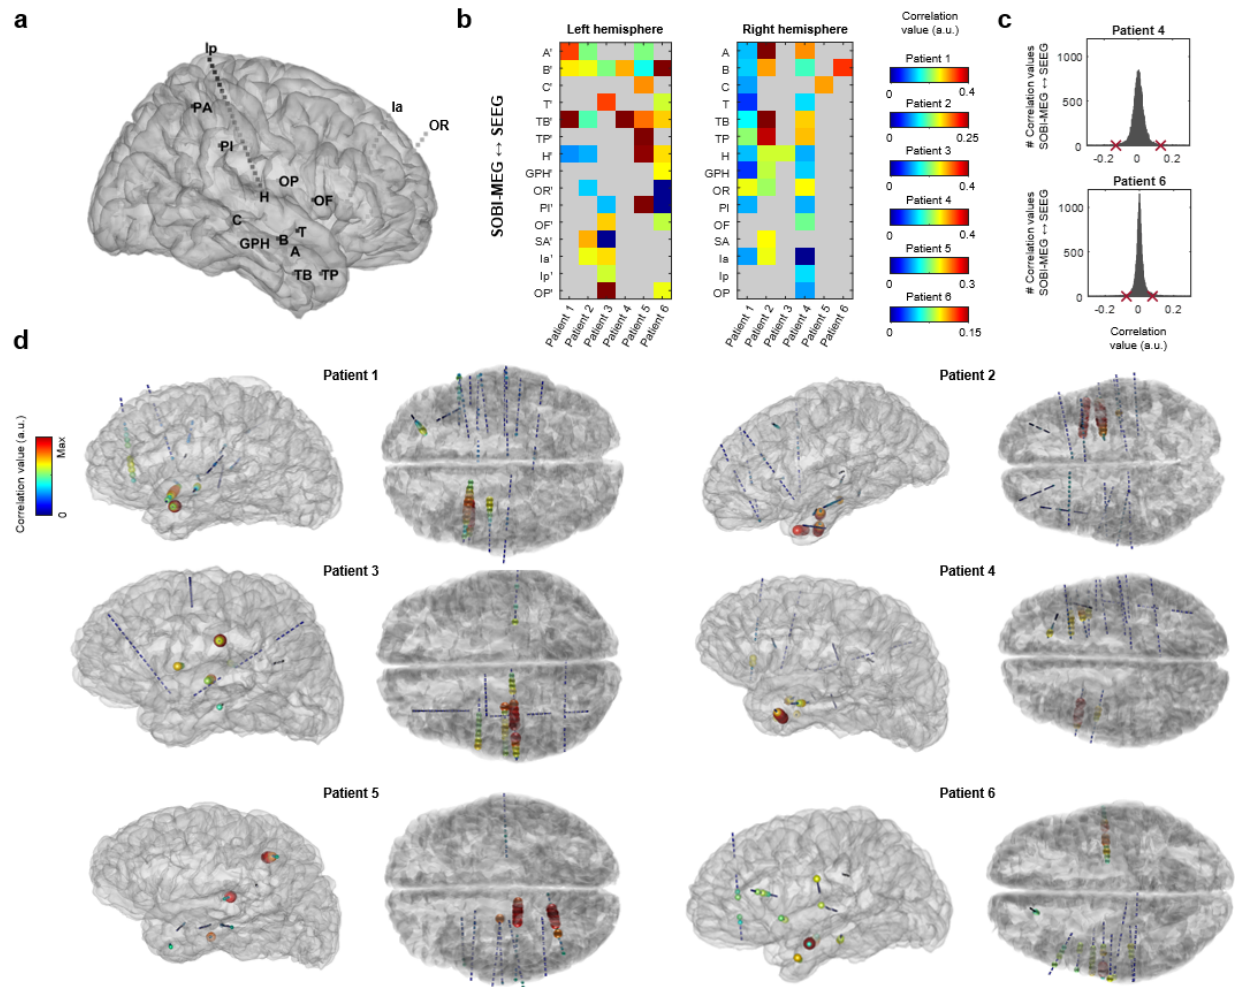 a
Ip
PA
Ia
OR
PI
OP
H
OF
C
T
B
GPH
A
TB
TP
b
Left hemisphere
Right hemisphere
SOBI-MEG ↔ SEEG
A'
B'
C'
T'
TB'
TP'
H'
GPH'
OR'
PI'
OF'
SA'
Ia'
Ip'
OP'
Patient 1
Patient 2
Patient 3
Patient 4
Patient 5
Patient 6
A
B
C
T
TB
TP
H
GPH
OR
PI
OF
SA
Ia
Ip
OP
Patient 1
Patient 2
Patient 3
Patient 4
Patient 5
Patient 6
Correlation
value (a.u.)
Patient 1
0 0.4
Patient 2
0 0.25
Patient 3
0 0.4
Patient 4
0 0.4
Patient 5
0 0.3
Patient 6
0 0.15
c
Patient 4
# Correlation values
SOBI-MEG ↔ SEEG
1000
500
0
-0.2 0 0.2
Patient 6
# Correlation values
SOBI-MEG ↔ SEEG
1000
500
0
-0.2 0 0.2
Correlation
value (a.u.)
d
Correlation value (a.u.)
Max
0
Patient 1
Patient 2
Patient 3
Patient 4
Patient 5
Patient 6